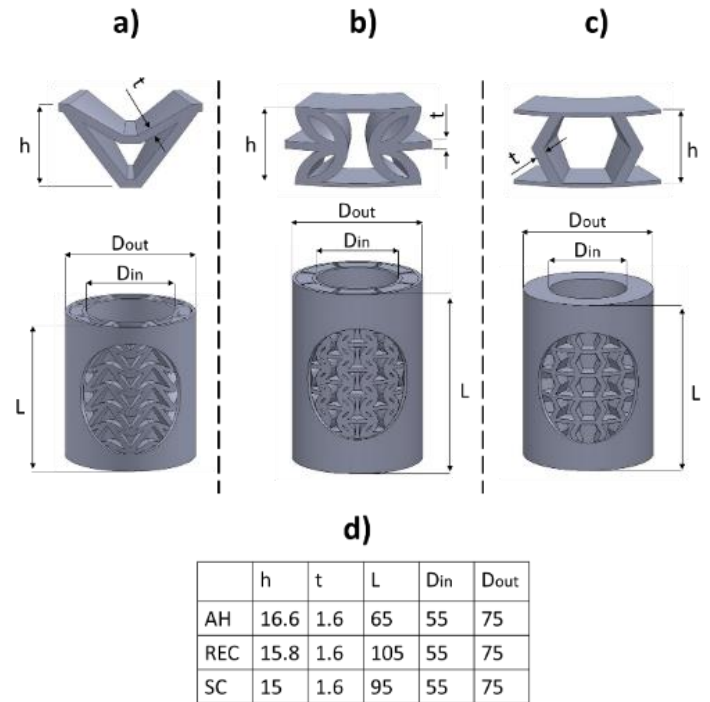 a)
b)
c)
h
t
h
t
h
t
Dout
Din
L
Dout
Din
L
Dout
Din
L
d)
h t L Din Dout
AH 16.6 1.6 65 55 75
REC 15.8 1.6 105 55 75
SC 15 1.6 95 55 75